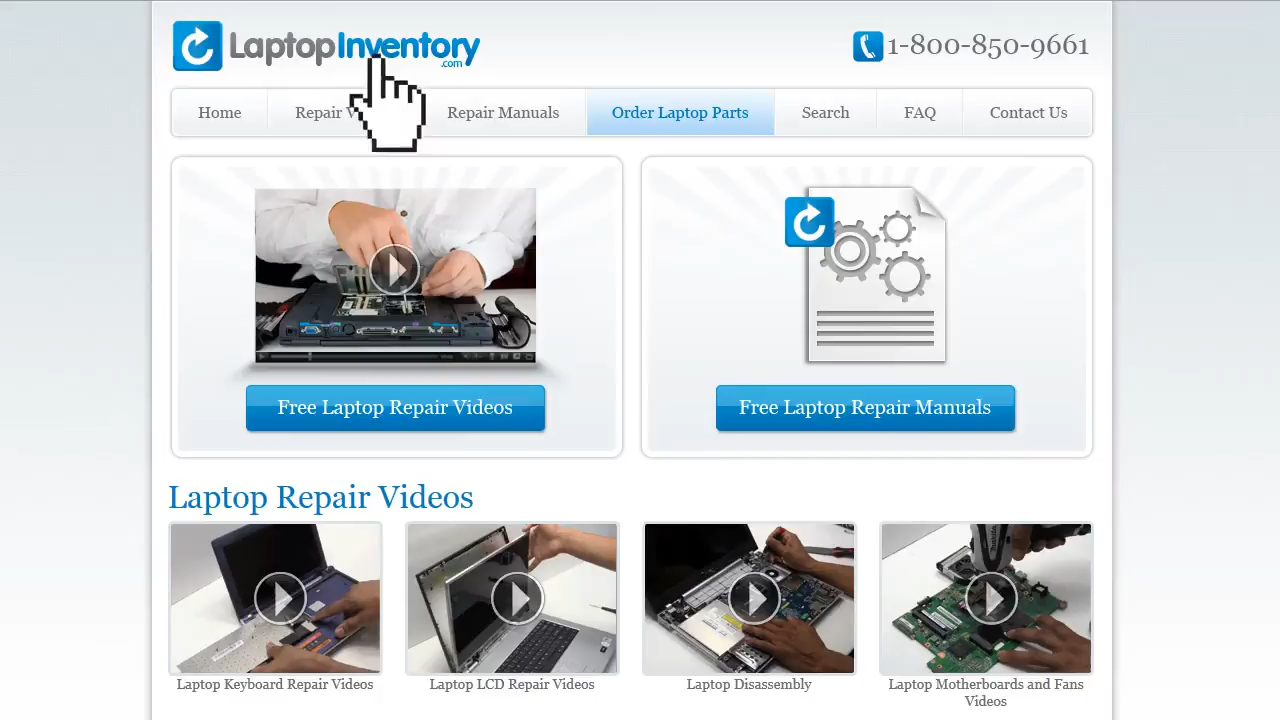 LaptopInventory
.com
1-800-850-9661
Home
Repair V
Repair Manuals
Order Laptop Parts
Search
FAQ
Contact Us
Free Laptop Repair Videos
Free Laptop Repair Manuals
Laptop Repair Videos
Laptop Keyboard Repair Videos
Laptop LCD Repair Videos
Laptop Disassembly
Laptop Motherboards and Fans
Videos